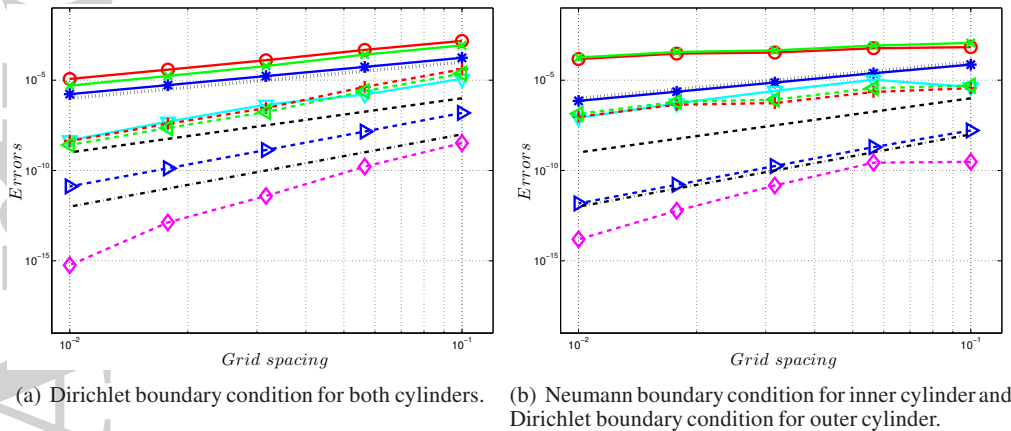 10^-5
10^-10
10^-15
Errors
10^-2
10^-1
Grid spacing
(a) Dirichlet boundary condition for both cylinders.
10^-5
10^-10
10^-15
Errors
10^-2
10^-1
Grid spacing
(b) Neumann boundary condition for inner cylinder and
Dirichlet boundary condition for outer cylinder.